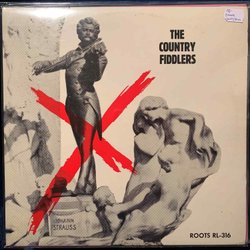 THE
COUNTRY
FIDDLERS
JOHANN
STRAUSS
ROOTS RL-316